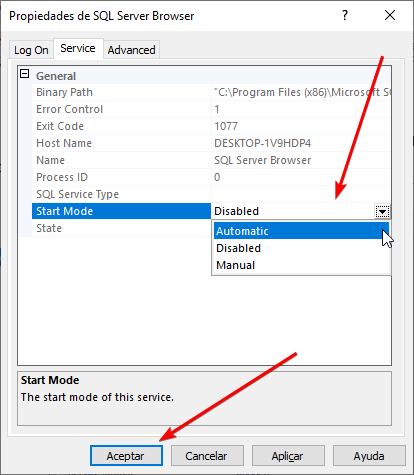 Propiedades de SQL Server Browser
Log On Service Advanced
General
Binary Path "C:\Program Files (x86)\Microsoft SQ
Error Control 1
Exit Code 1077
Host Name DESKTOP-1V9HDP4
Name SQL Server Browser
Process ID 0
SQL Service Type
Start Mode Disabled
State
Automatic
Disabled
Manual
Start Mode
The start mode of this service.
Aceptar Cancelar Aplicar Ayuda